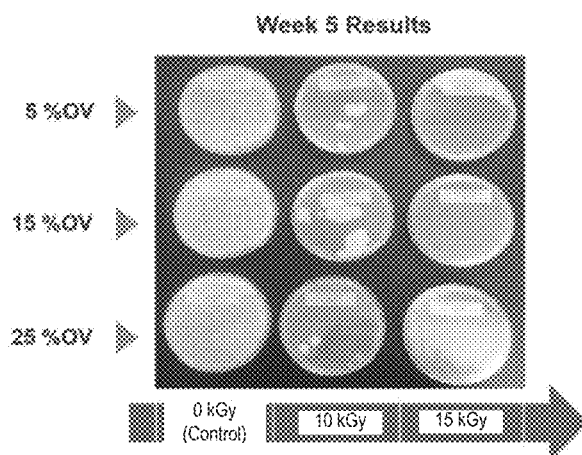 Week 5 Results
5 %OV
15 %OV
25 %OV
0 kGy
(Control)
10 kGy
15 kGy